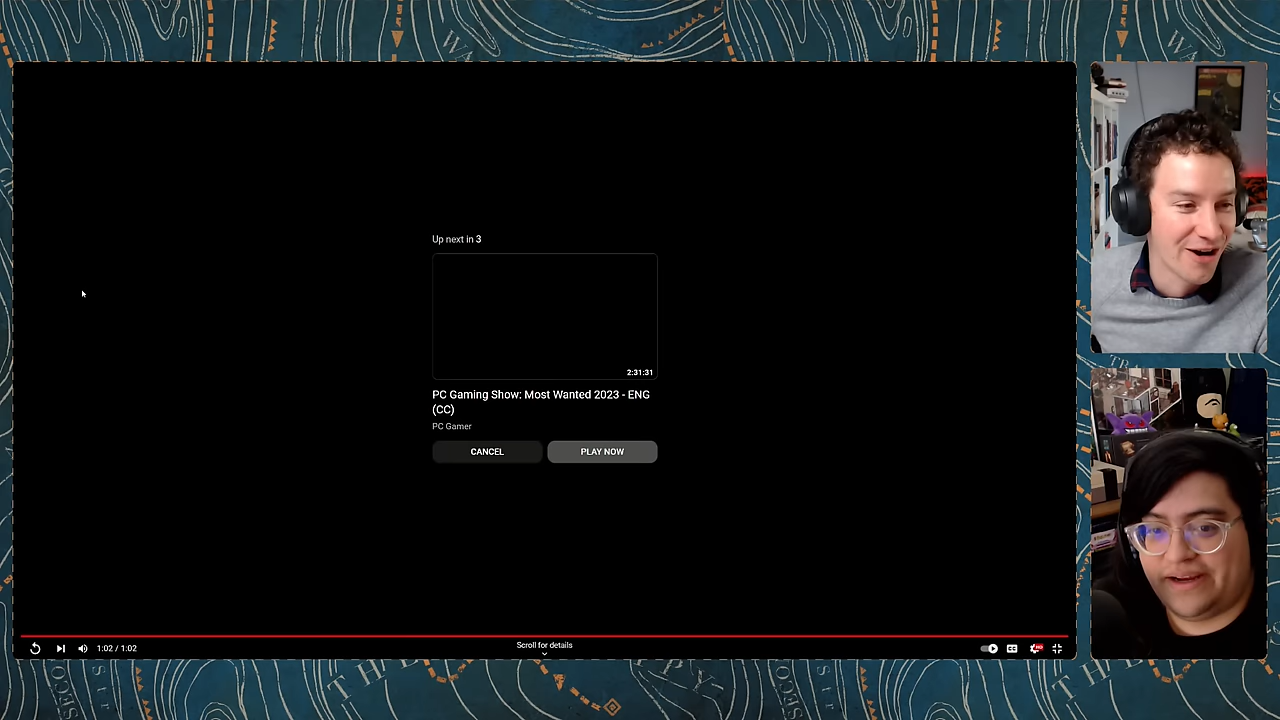 Up next in 3
2:31:31
PC Gaming Show: Most Wanted 2023 - ENG
(CC)
PC Gamer
CANCEL
PLAY NOW
1:02 / 1:02
Scroll for details